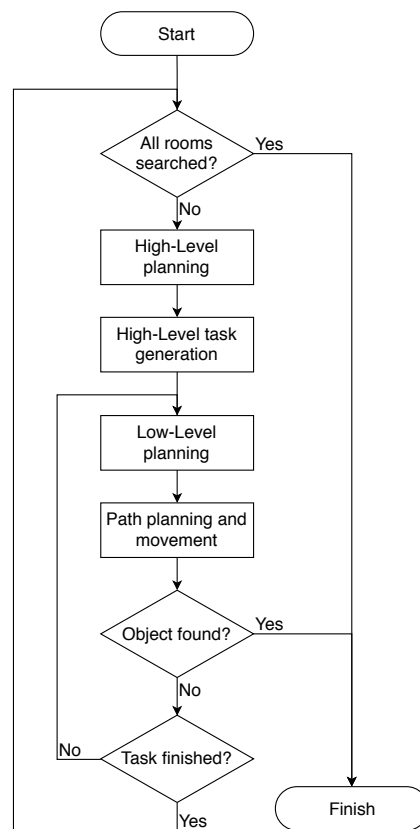 Start
All rooms
searched?
Yes
No
High-Level
planning
High-Level task
generation
Low-Level
planning
Path planning and
movement
Object found?
Yes
No
Task finished?
No
Yes
Finish